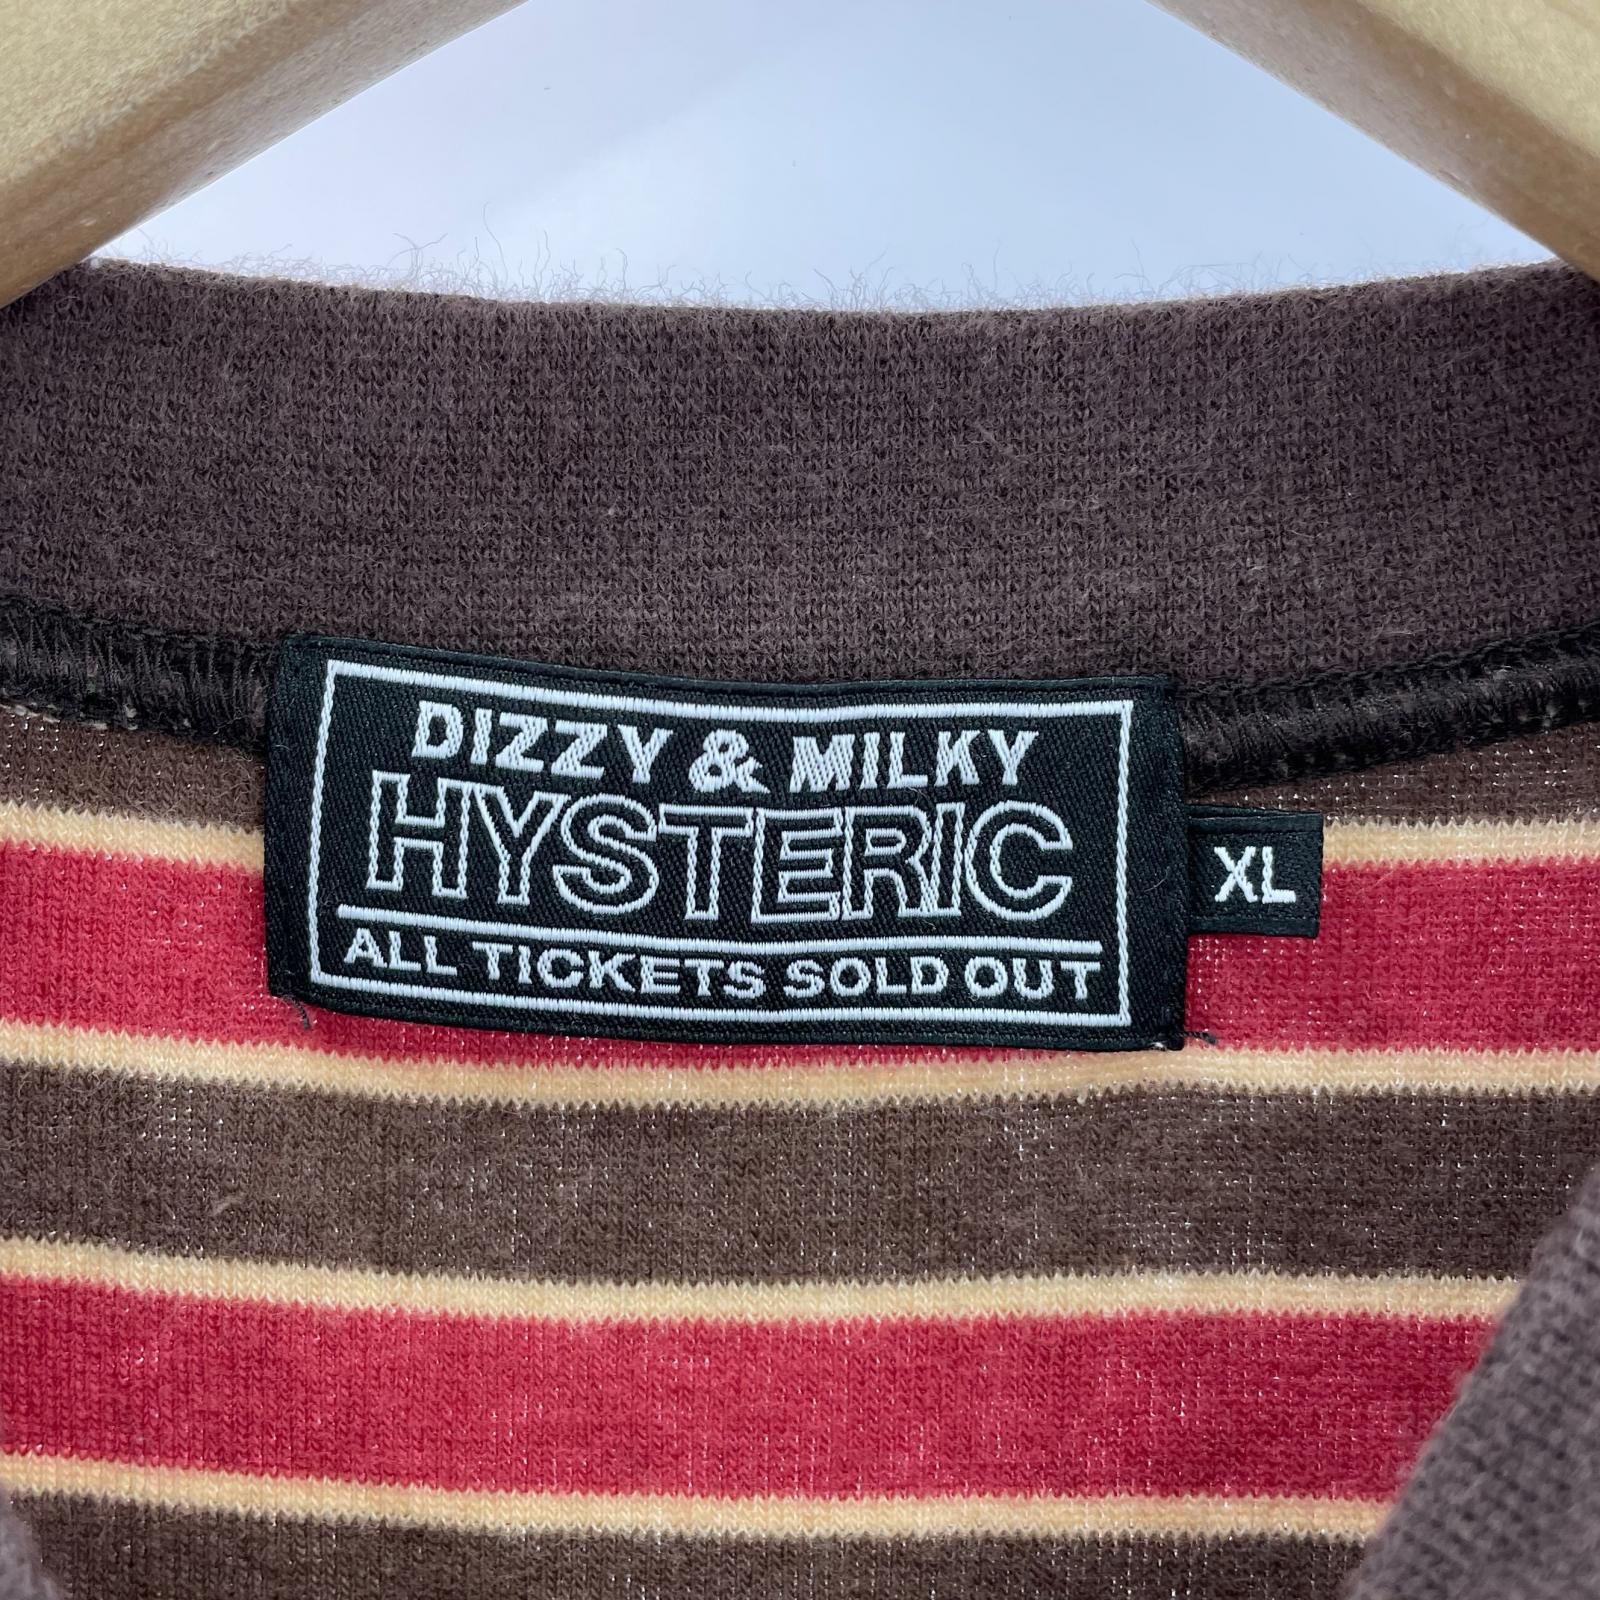 DIZZY & MILKY
HYSTERIC
ALL TICKETS SOLD OUT
XL